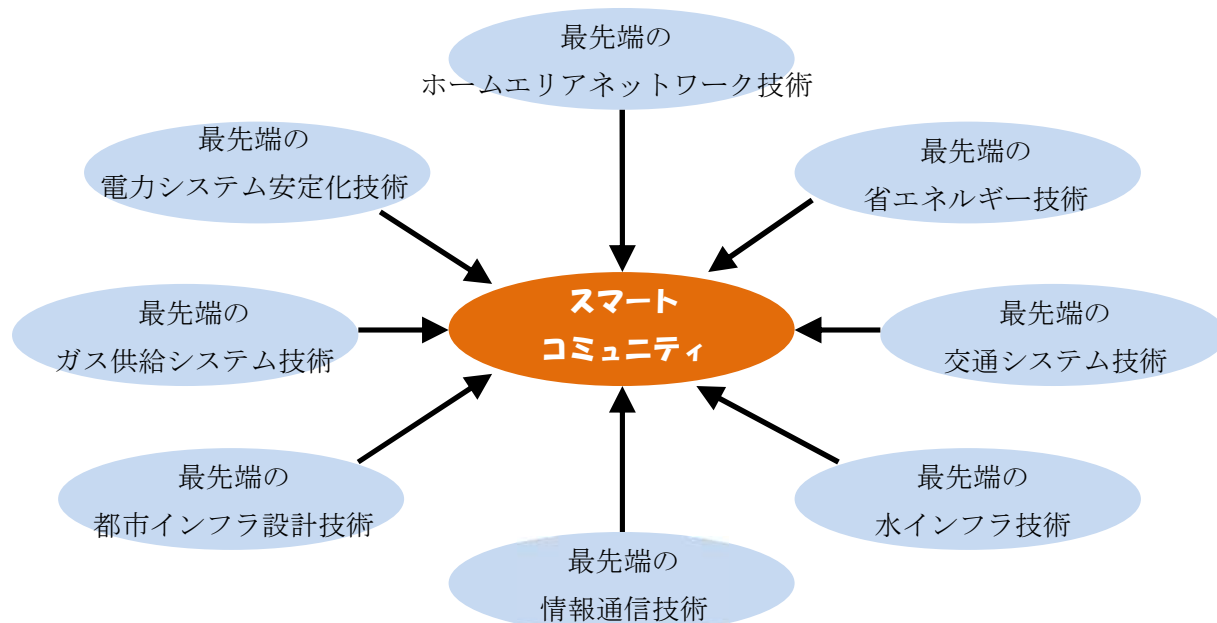 最先端の
ホームエリアネットワーク技術
最先端の
電力システム安定化技術
最先端の
省エネルギー技術
スマート
コミュニティ
最先端の
ガス供給システム技術
最先端の
交通システム技術
最先端の
都市インフラ設計技術
最先端の
水インフラ技術
最先端の
情報通信技術